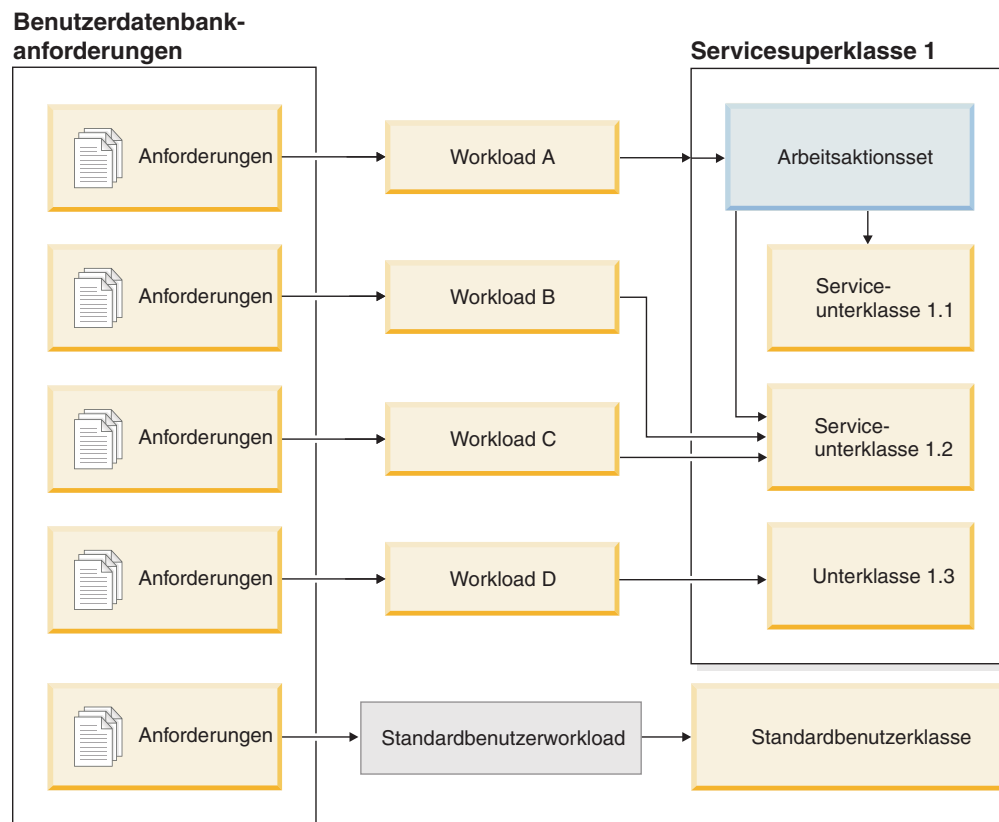 Benutzerdatenbank-
anforderungen
Servicesuperklasse 1
Anforderungen
Workload A
Arbeitsaktionsset
Anforderungen
Workload B
Service-
unterklasse 1.1
Anforderungen
Workload C
Service-
unterklasse 1.2
Anforderungen
Workload D
Unterklasse 1.3
Anforderungen
Standardbenutzerworkload
Standardbenutzerklasse